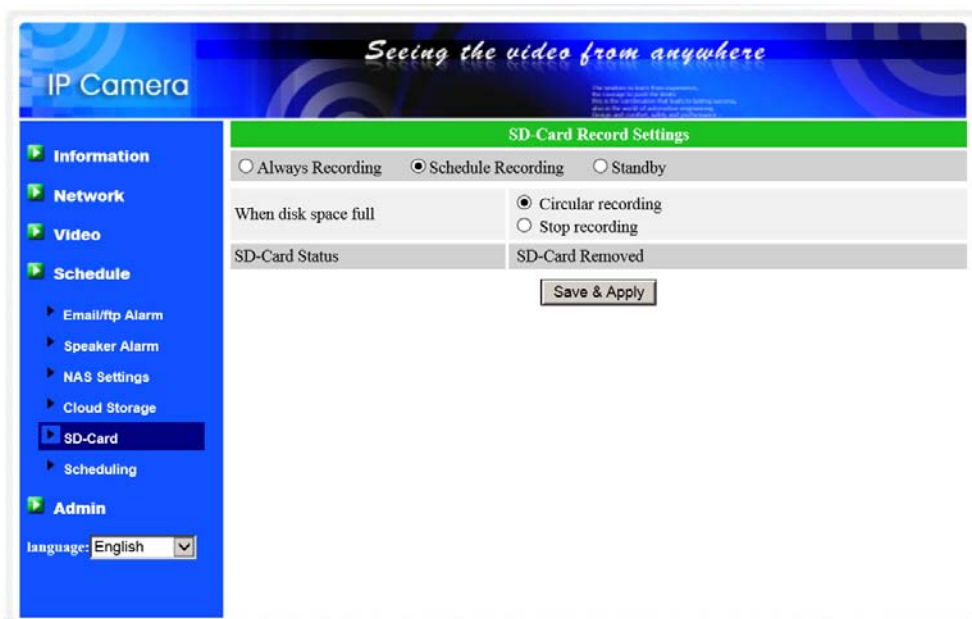 Seeing the video from anywhere
IP Camera
Information
Network
Video
Schedule
Email/ftp Alarm
Speaker Alarm
NAS Settings
Cloud Storage
SD-Card
Scheduling
Admin
language: English
SD-Card Record Settings
Always Recording Schedule Recording Standby
When disk space full
Circular recording
Stop recording
SD-Card Status SD-Card Removed
Save & Apply